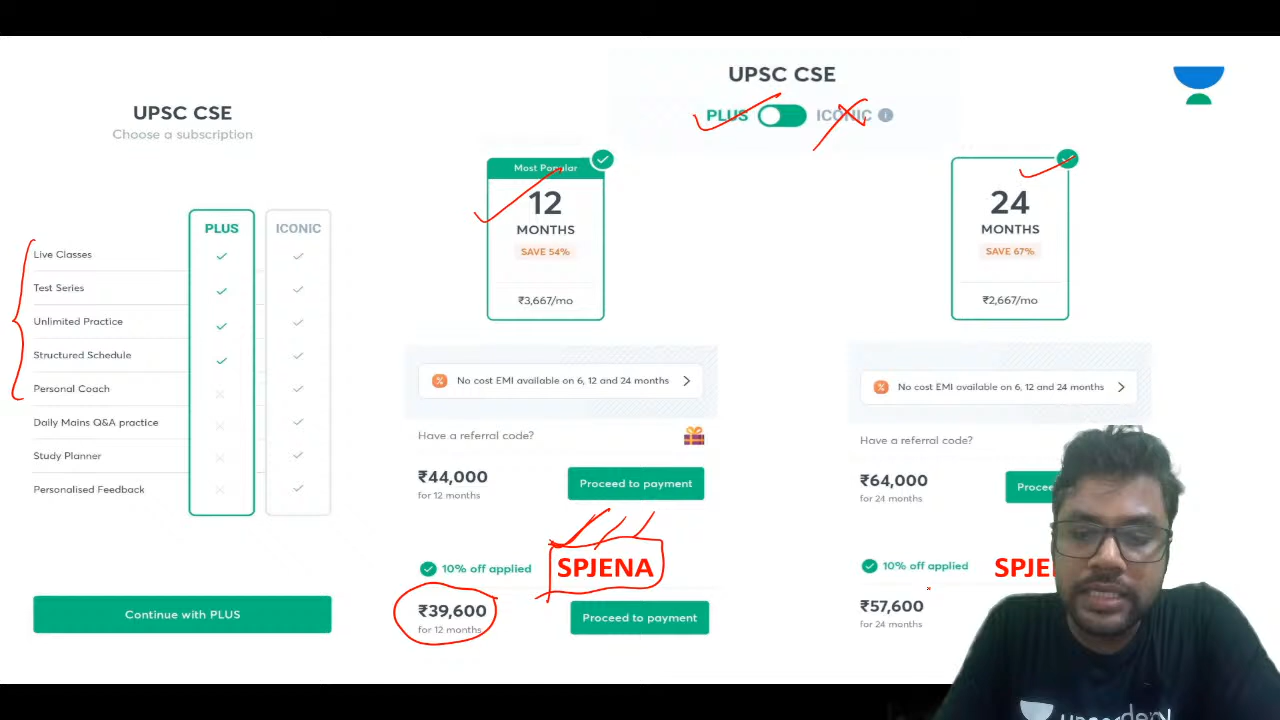 UPSC CSE
Choose a subscription
PLUS ICONIC
Live Classes
Test Series
Unlimited Practice
Structured Schedule
Personal Coach
Daily Mains Q&A practice
Study Planner
Personalised Feedback
Continue with PLUS
UPSC CSE
PLUS ICONIC i
Most Popular
12
MONTHS
SAVE 54%
₹3,667/mo
No cost EMI available on 6, 12 and 24 months
Have a referral code?
₹44,000
for 12 months
Proceed to payment
10% off applied
SPJENA
₹39,600
for 12 months
Proceed to payment
24
MONTHS
SAVE 67%
₹2,667/mo
No cost EMI available on 6, 12 and 24 months
Have a referral code?
₹64,000
for 24 months
10% off applied
₹57,600
for 24 months